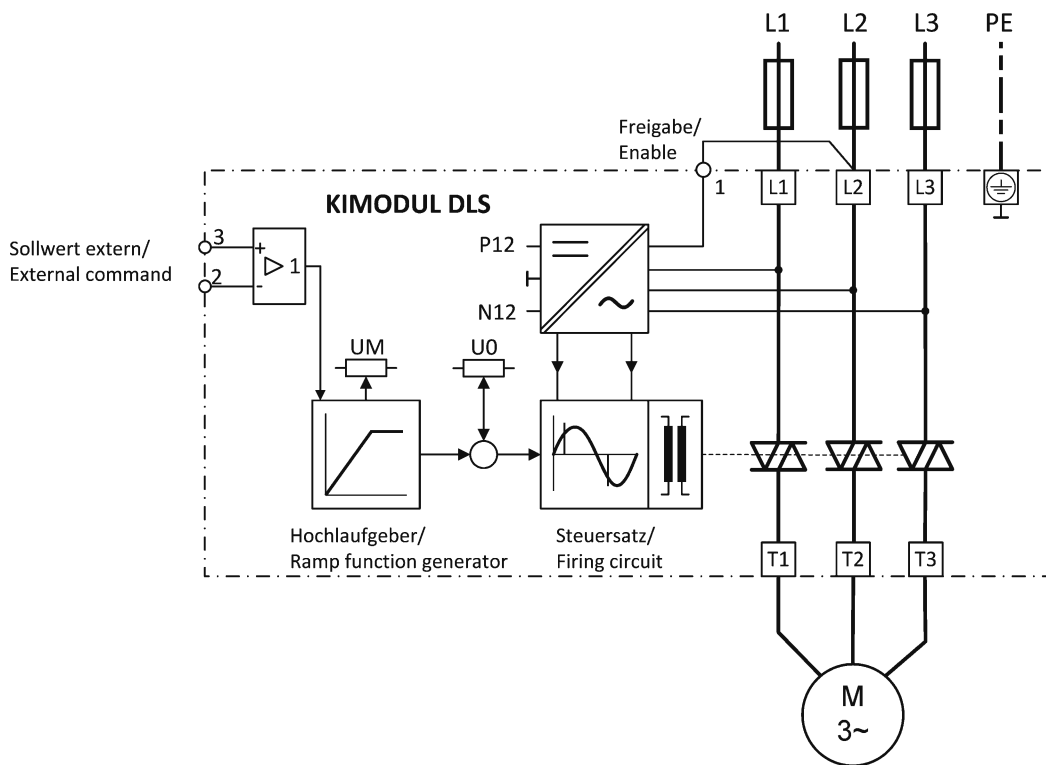 L1 L2 L3 PE
Freigabe/
Enable
1 L1 L2 L3
KIMODUL DLS
Sollwert extern/
External command
3
2
+
-
1
P12
N12
UM U0
Hochlaufgeber/
Ramp function generator
Steuersatz/
Firing circuit
T1 T2 T3
M
3~